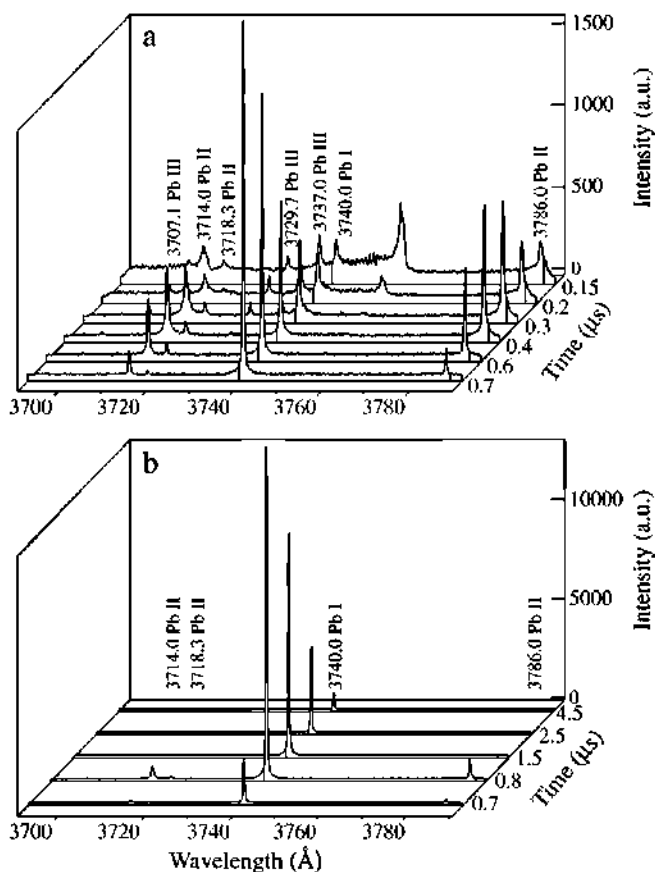 a
1500
1000
500
0
Intensity (a.u.)
3707.1 Pb III
3714.0 Pb II
3718.3 Pb II
3729.7 Pb III
3737.0 Pb III
3740.0 Pb I
3786.0 Pb II
0.15
0.2
0.3
0.4
0.6
0.7
Time (µs)
3700 3720 3740 3760 3780
b
10000
5000
0
Intensity (a.u.)
3714.0 Pb II
3718.3 Pb II
3740.0 Pb I
3786.0 Pb II
4.5
2.5
1.5
0.8
0.7
Time (µs)
3700 3720 3740 3760 3780
Wavelength (Å)